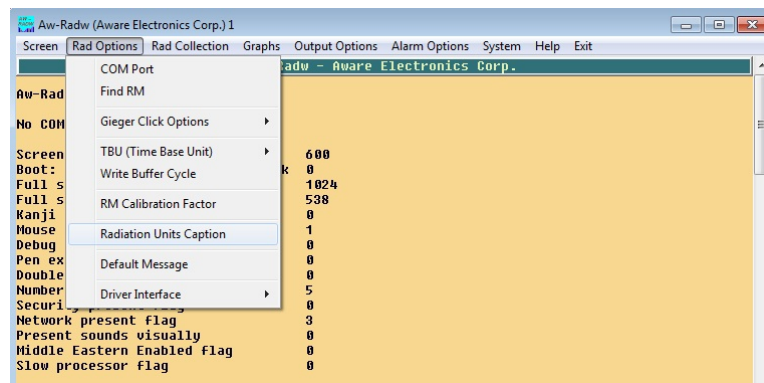 Aw-Radw (Aware Electronics Corp.) 1
Screen Rad Options Rad Collection Graphs Output Options Alarm Options System Help Exit
adw - Aware Electronics Corp.
COM Port
Find RM
Gieger Click Options
TBU (Time Base Unit)
Write Buffer Cycle
RM Calibration Factor
Radiation Units Caption
Default Message
Driver Interface
Aw-Rad
No COM
Screen 600
Boot: k 0
Full s 1024
Full s 538
Kanji 0
Mouse 1
Debug 0
Pen ex 0
Double 0
Number 5
Securi 0
Network present flag 3
Present sounds visually 0
Middle Eastern Enabled flag 0
Slow processor flag 0